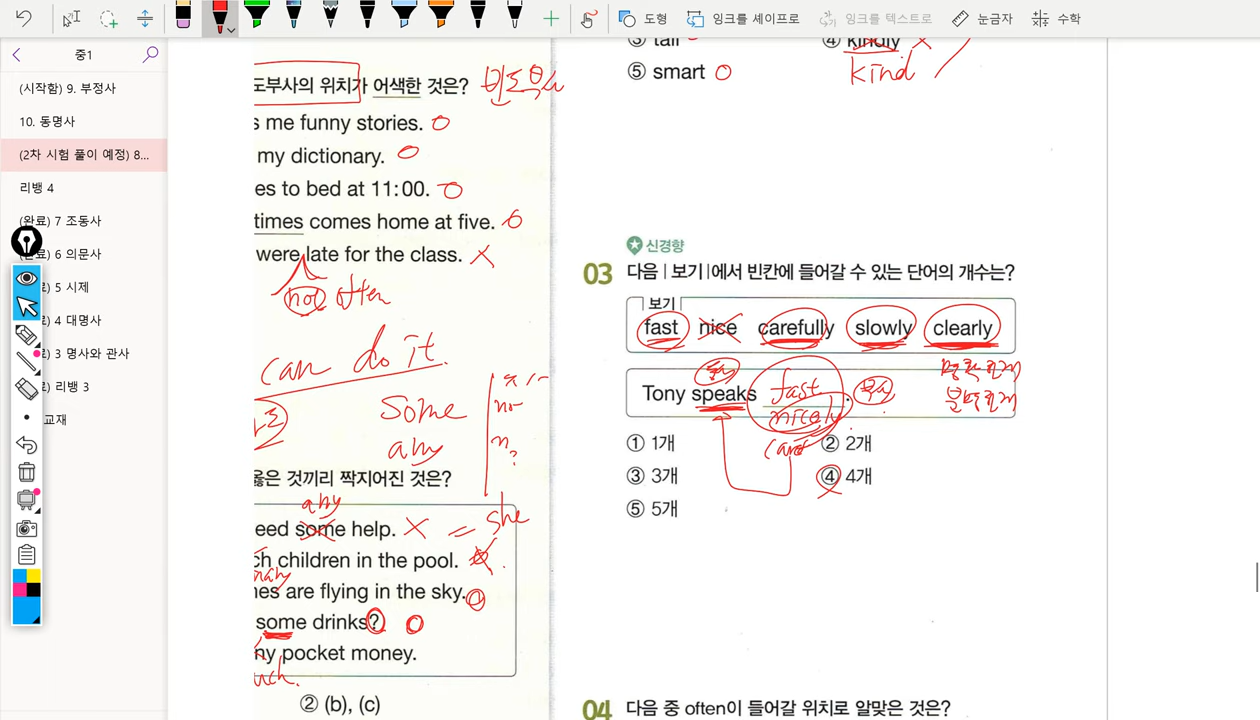 도형
잉크를 셰이프로
잉크를 텍스트로
눈금자
수학
중1
(시작함) 9. 부정사
10. 동명사
(2차 시험 풀이 예정) 8...
리뱅 4
(완료) 7 조동사
) 6 의문사
) 5 시제
) 4 대명사
) 3 명사와 관사
) 리뱅 3
교재
도부사의 위치가 어색한 것은? 빈도부사
s me funny stories.
my dictionary.
es to bed at 11:00.
times comes home at five.
were late for the class.
not often
can do it.
some
any
옳은 것끼리 짝지어진 것은?
any
eed some help. = she
ch children in the pool.
many
nes are flying in the sky.
some drinks?
ny pocket money.
uch.
② (b), (c)
③ tall
④ kindly
⑤ smart
kind
신경향
03 다음 | 보기 |에서 빈칸에 들어갈 수 있는 단어의 개수는?
보기
fast nice carefully slowly clearly
동사
Tony speaks fast . 부사
nicely
① 1개 ② 2개
③ 3개 ④ 4개
⑤ 5개
04 다음 중 often이 들어갈 위치로 알맞은 것은?